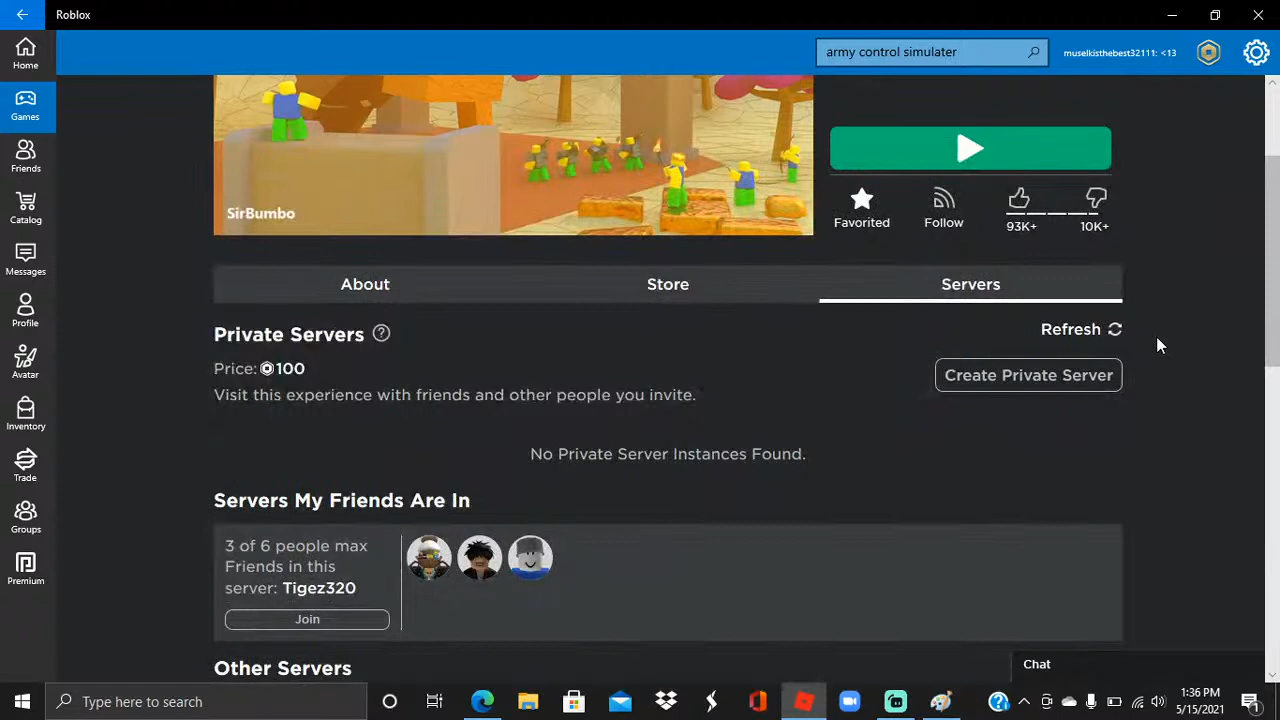 Roblox
army control simulater
muselkisthebest32111: <13
Home
Games
Friends
Catalog
Messages
Profile
Avatar
Inventory
Trade
Groups
Premium
SirBumbo
Favorited
Follow
93K+
10K+
About
Store
Servers
Private Servers
Refresh
Price: 100
Create Private Server
Visit this experience with friends and other people you invite.
No Private Server Instances Found.
Servers My Friends Are In
3 of 6 people max
Friends in this
server: Tigez320
Join
Other Servers
Chat
Type here to search
1:36 PM
5/15/2021
1